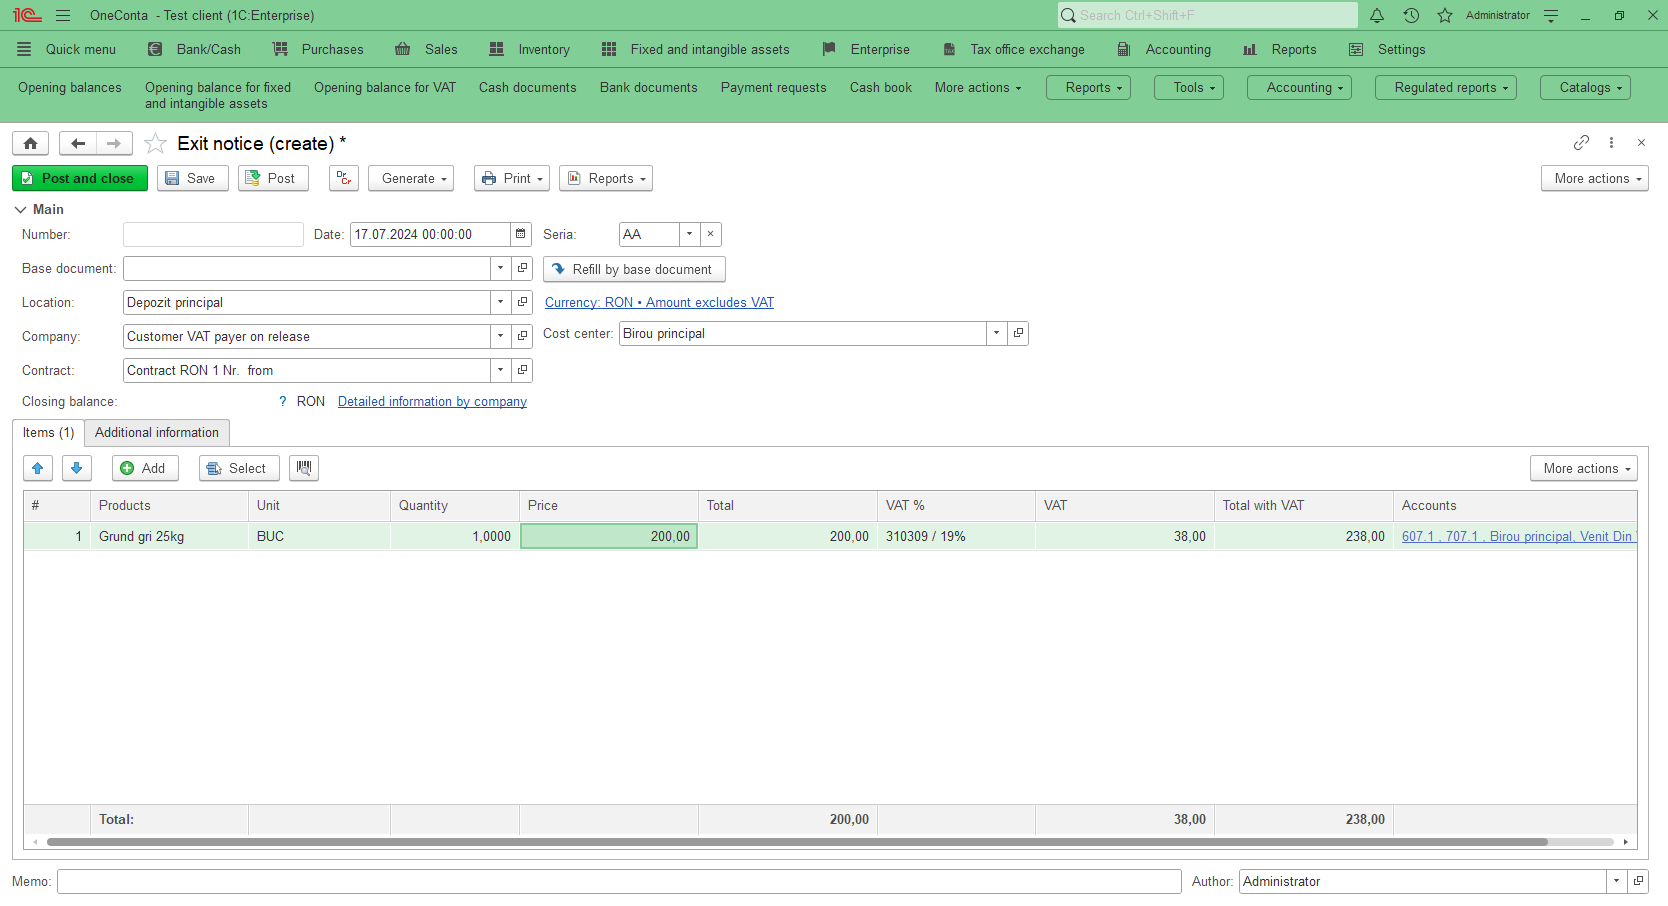 OneConta - Test client (1C:Enterprise)
Search Ctrl+Shift+F
Administrator
Quick menu Bank/Cash Purchases Sales Inventory Fixed and intangible assets Enterprise Tax office exchange Accounting Reports Settings
Opening balances Opening balance for fixed and intangible assets Opening balance for VAT Cash documents Bank documents Payment requests Cash book More actions Reports Tools Accounting Regulated reports Catalogs
Exit notice (create) *
Post and close Save Post Dr Cr Generate Print Reports More actions
Main
Number: Date: 17.07.2024 00:00:00 Seria: AA
Base document: Refill by base document
Location: Depozit principal Currency: RON • Amount excludes VAT
Company: Customer VAT payer on release Cost center: Birou principal
Contract: Contract RON 1 Nr.  from
Closing balance: ? RON Detailed information by company
Items (1) Additional information
Add Select More actions
# Products Unit Quantity Price Total VAT % VAT Total with VAT Accounts
1 Grund gri 25kg BUC 1,0000 200,00 200,00 310309 / 19% 38,00 238,00 607.1 , 707.1 , Birou principal, Venit Din
Total: 200,00 38,00 238,00
Memo: Author: Administrator